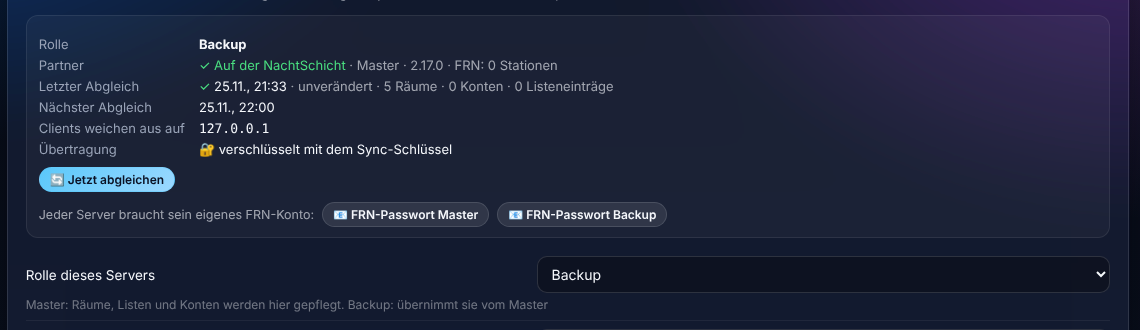 Rolle Backup
Partner ✓ Auf der NachtSchicht · Master · 2.17.0 · FRN: 0 Stationen
Letzter Abgleich ✓ 25.11., 21:33 · unverändert · 5 Räume · 0 Konten · 0 Listeneinträge
Nächster Abgleich 25.11., 22:00
Clients weichen aus auf 127.0.0.1
Übertragung 🔐 verschlüsselt mit dem Sync-Schlüssel
🔄 Jetzt abgleichen
Jeder Server braucht sein eigenes FRN-Konto: 📧 FRN-Passwort Master 📧 FRN-Passwort Backup
Rolle dieses Servers Backup
Master: Räume, Listen und Konten werden hier gepflegt. Backup: übernimmt sie vom Master